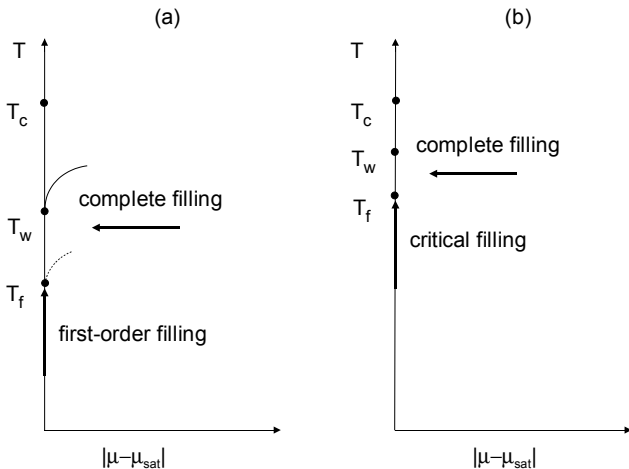 (a)
T
T_c
T_w
T_f
complete filling
first-order filling
|μ−μ_sat|
(b)
T
T_c
T_w
T_f
complete filling
critical filling
|μ−μ_sat|